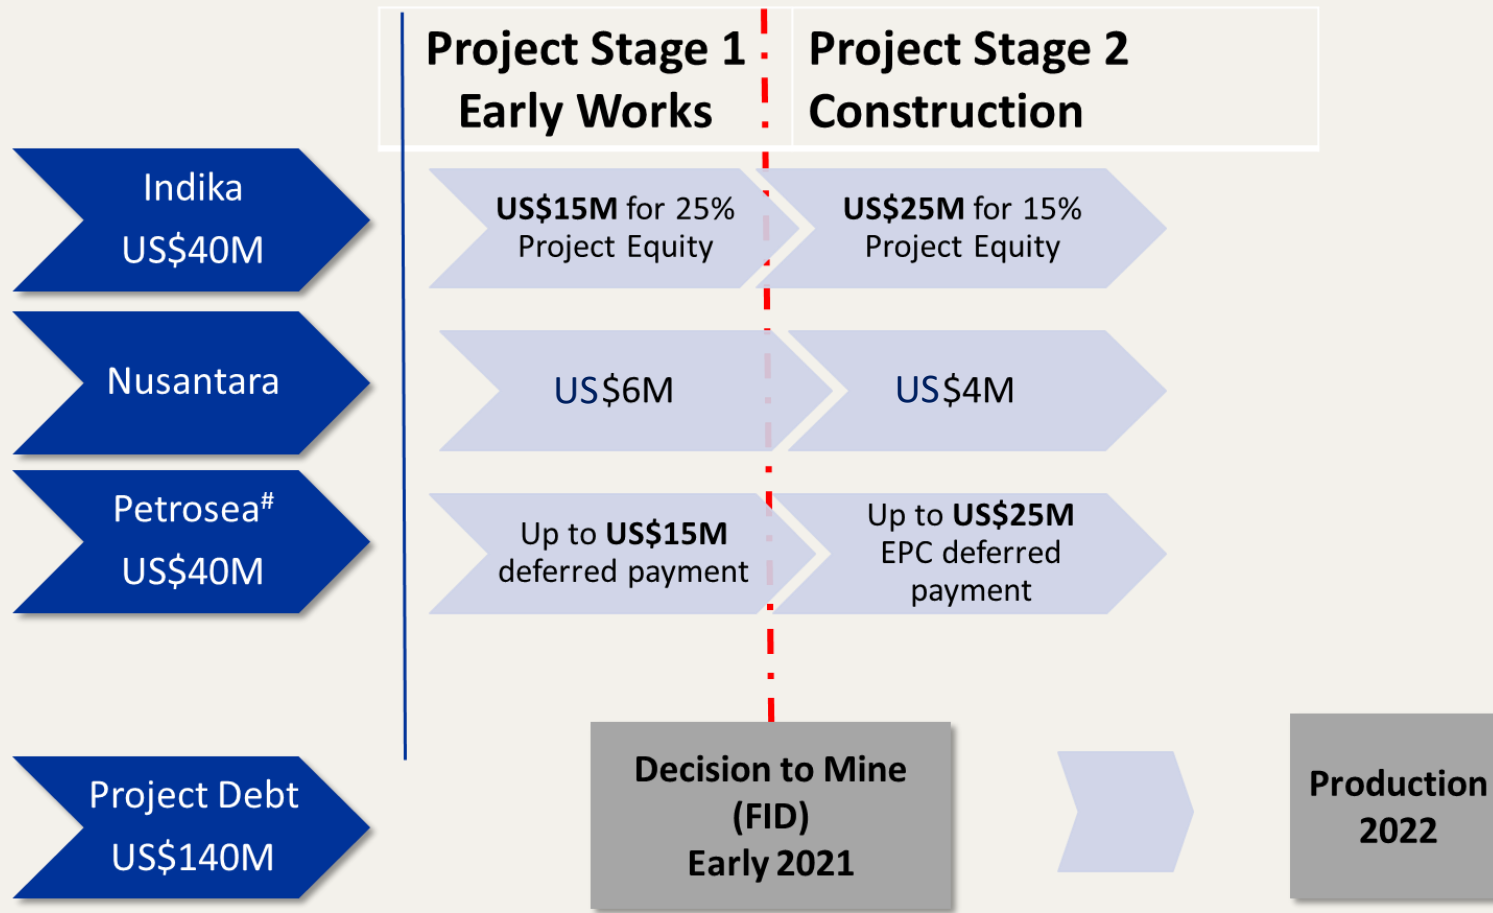 Project Stage 1
Early Works
Project Stage 2
Construction
Indika
US$40M
US$15M for 25%
Project Equity
US$25M for 15%
Project Equity
Nusantara
US$6M
US$4M
Petrosea#
US$40M
Up to US$15M
deferred payment
Up to US$25M
EPC deferred
payment
Project Debt
US$140M
Decision to Mine
(FID)
Early 2021
Production
2022